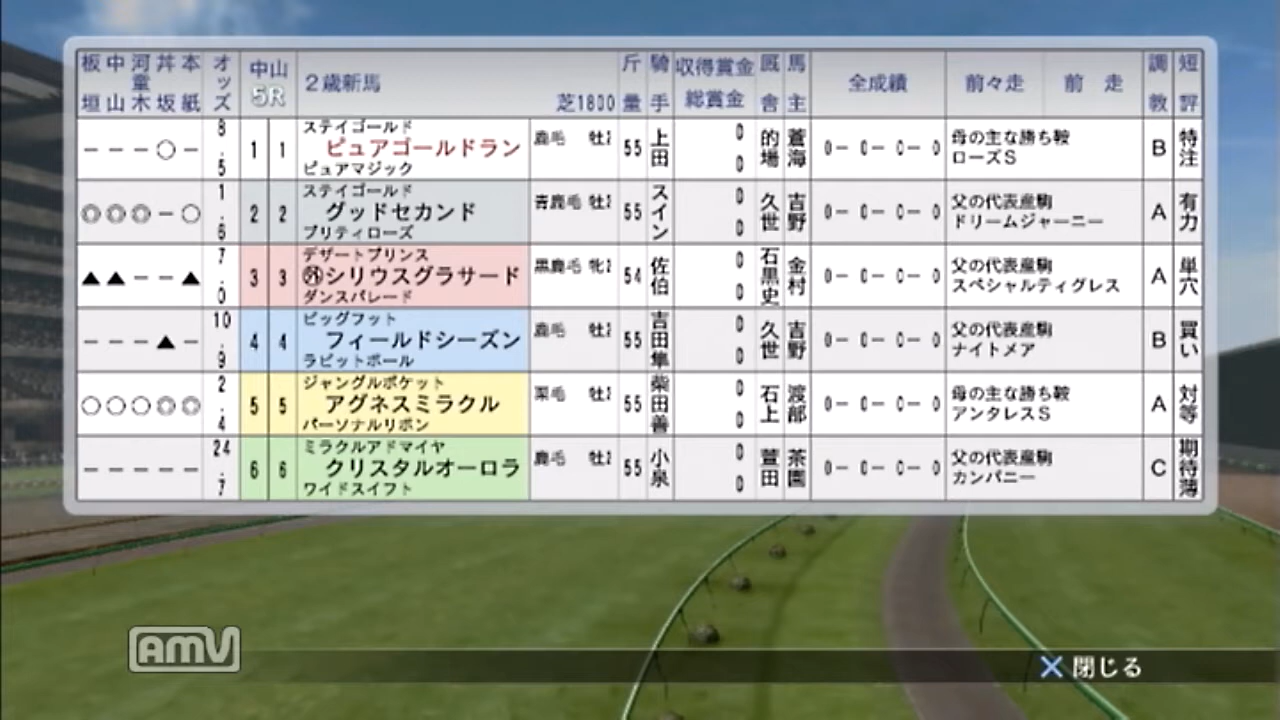 板垣 中山 河童木 丼坂 本紙 オッズ 中山 5R 2歳新馬 芝1800 斤量 騎手 収得賞金 総賞金 厩舎 馬主 全成績 前々走 前 走 調教 短評
ステイゴールド
- - - ○ - 8.5 1 1 ピュアゴールドラン 鹿毛 牡2 55 上田 0 0 的場 蒼海 0- 0- 0- 0 母の主な勝ち鞍 ローズS B 特注
ピュアマジック
ステイゴールド
◎ ◎ ◎ - ○ 1.6 2 2 グッドセカンド 青鹿毛 牡2 55 スイン 0 0 久世 吉野 0- 0- 0- 0 父の代表産駒 ドリームジャーニー A 有力
プリティローズ
デザートプリンス
▲ ▲ - - ▲ 7.0 3 3 ㊕シリウスグラサード 黒鹿毛 牝2 54 佐伯 0 0 石黒史 金村 0- 0- 0- 0 父の代表産駒 スペシャルティグレス A 単穴
ダンスパレード
ビッグフット
- - - ▲ - 10.9 4 4 フィールドシーズン 鹿毛 牡2 55 吉田隼 0 0 久世 吉野 0- 0- 0- 0 父の代表産駒 ナイトメア B 買い
ラビットボール
ジャングルポケット
○ ○ ○ ◎ ◎ 2.4 5 5 アグネスミラクル 栗毛 牡2 55 柴田善 0 0 石上 渡部 0- 0- 0- 0 母の主な勝ち鞍 アンタレスS A 対等
パーソナルリボン
ミラクルアドマイヤ
- - - - - 24.7 6 6 クリスタルオーロラ 鹿毛 牡2 55 小泉 0 0 萱田 茶園 0- 0- 0- 0 父の代表産駒 カンパニー C 期待薄
ワイドスイフト
AMV
×閉じる